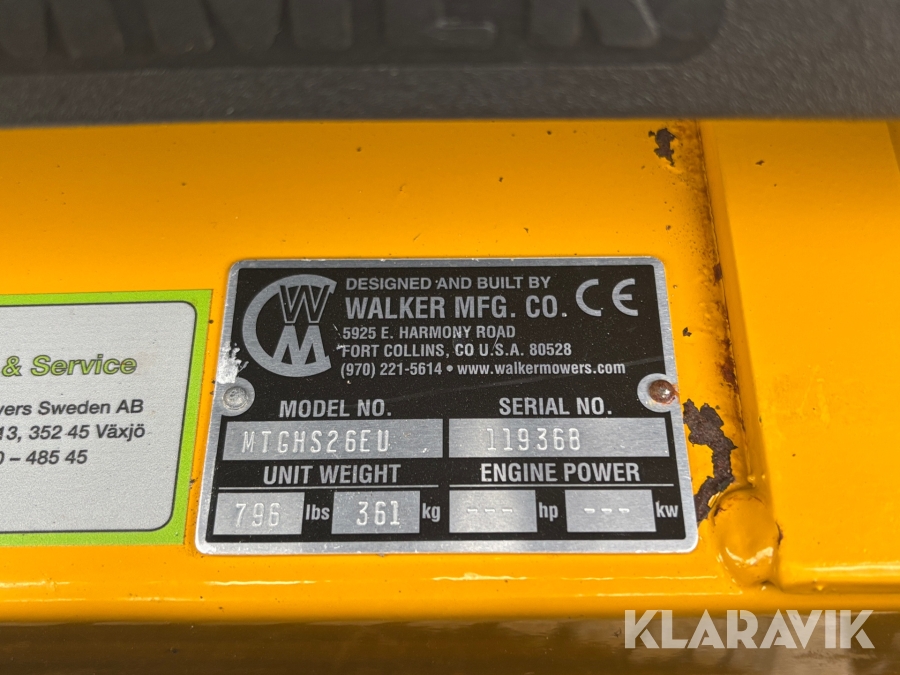 DESIGNED AND BUILT BY
WALKER MFG. CO. CE
5925 E. HARMONY ROAD
FORT COLLINS, CO U.S.A. 80528
(970) 221-5614 • www.walkermowers.com
MODEL NO. SERIAL NO.
MTGHS26EU 119368
UNIT WEIGHT ENGINE POWER
796 lbs 361 kg --- hp --- kw
& Service
Sweden AB
13, 352 45 Växjö
– 485 45
KLARAVIK
KLARAVIK